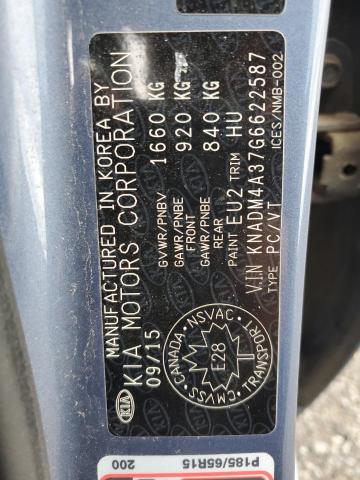 MANUFACTURED IN KOREA BY
KIA MOTORS CORPORATION
KIA
09/15
GVWR/PNBV 1660 KG
GAWR/PNBE FRONT 920 KG
GAWR/PNBE REAR 840 KG
PAINT EU2 TRIM HU
VIN KNADM4A37G6622587
TYPE PC/VT ICES/NMB-002
CANADA NSVAC TRANSPORT CMVSS
E28
T
P185/65R15
200